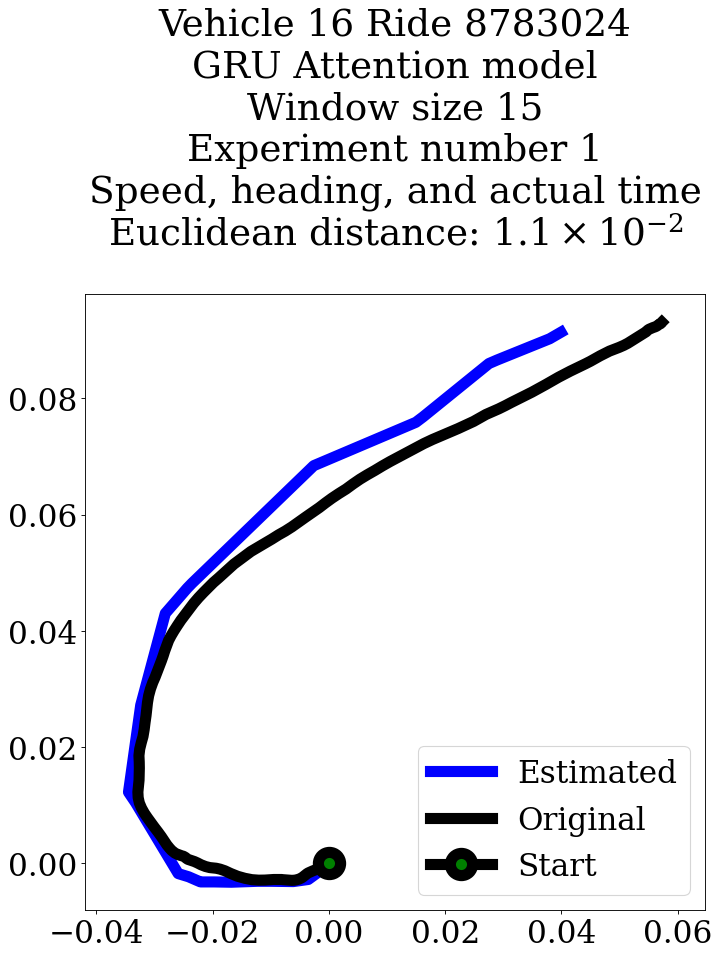 Vehicle 16 Ride 8783024
GRU Attention model
Window size 15
Experiment number 1
Speed, heading, and actual time
Euclidean distance: 1.1 × 10⁻²
0.08
0.06
0.04
0.02
0.00
Estimated
Original
Start
−0.04 −0.02 0.00 0.02 0.04 0.06